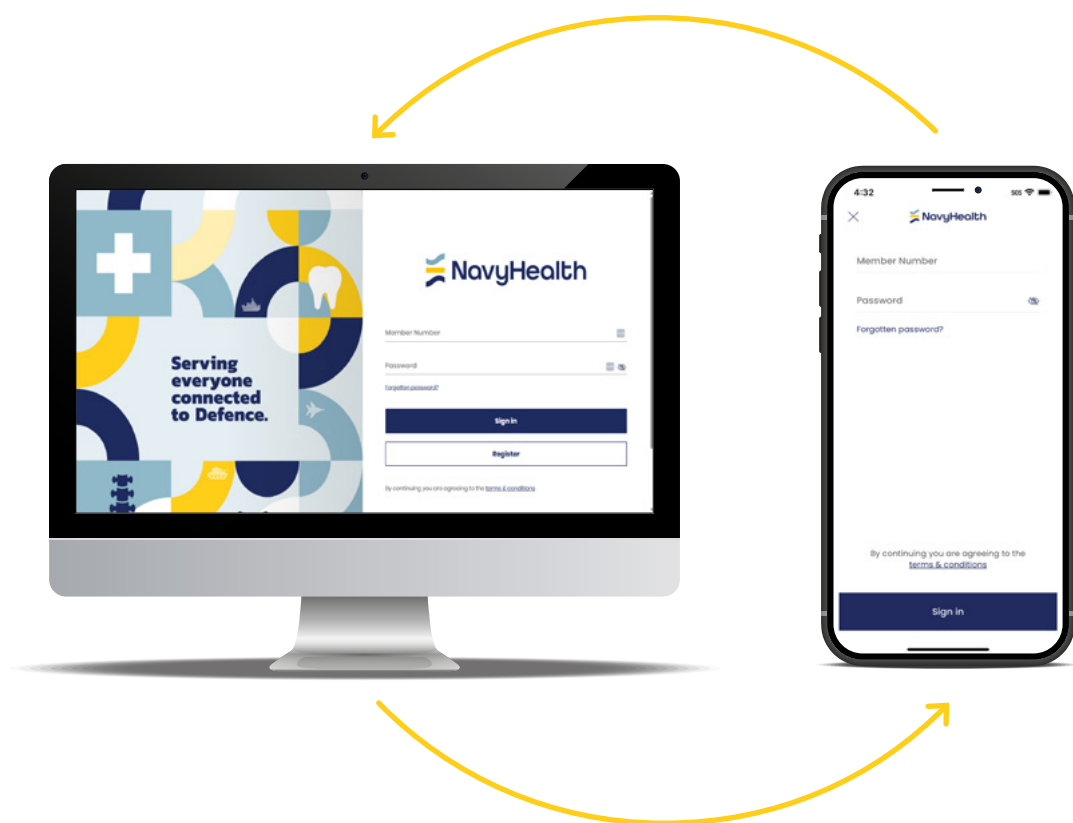 Serving
everyone
connected
to Defence.
NavyHealth
Member Number
Password
Forgotten password?
Sign in
Register
By continuing you are agreeing to the terms & conditions
4:32
SOS
NavyHealth
Member Number
Password
Forgotten password?
By continuing you are agreeing to the
terms & conditions
Sign in